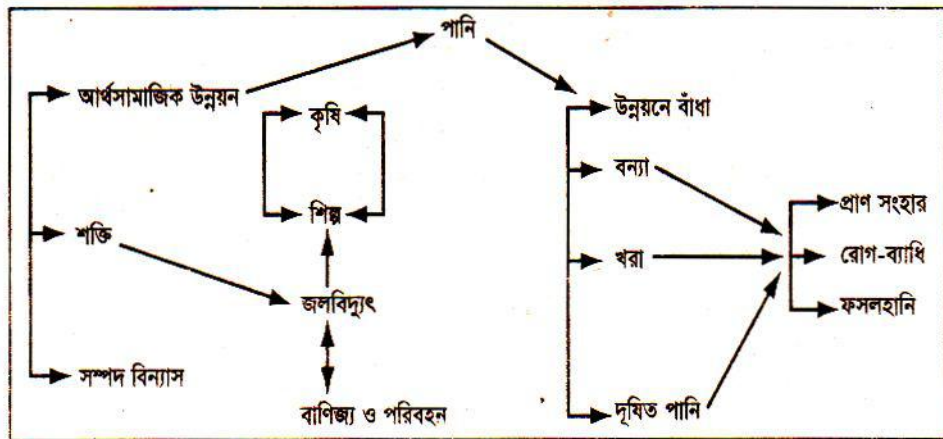 পানি
আর্থসামাজিক উন্নয়ন
কৃষি
উন্নয়নে বাঁধা
বন্যা
শিল্প
প্রাণ সংহার
শক্তি
খরা
রোগ-ব্যাধি
জলবিদ্যুৎ
ফসলহানি
সম্পদ বিন্যাস
বাণিজ্য ও পরিবহন
দূষিত পানি